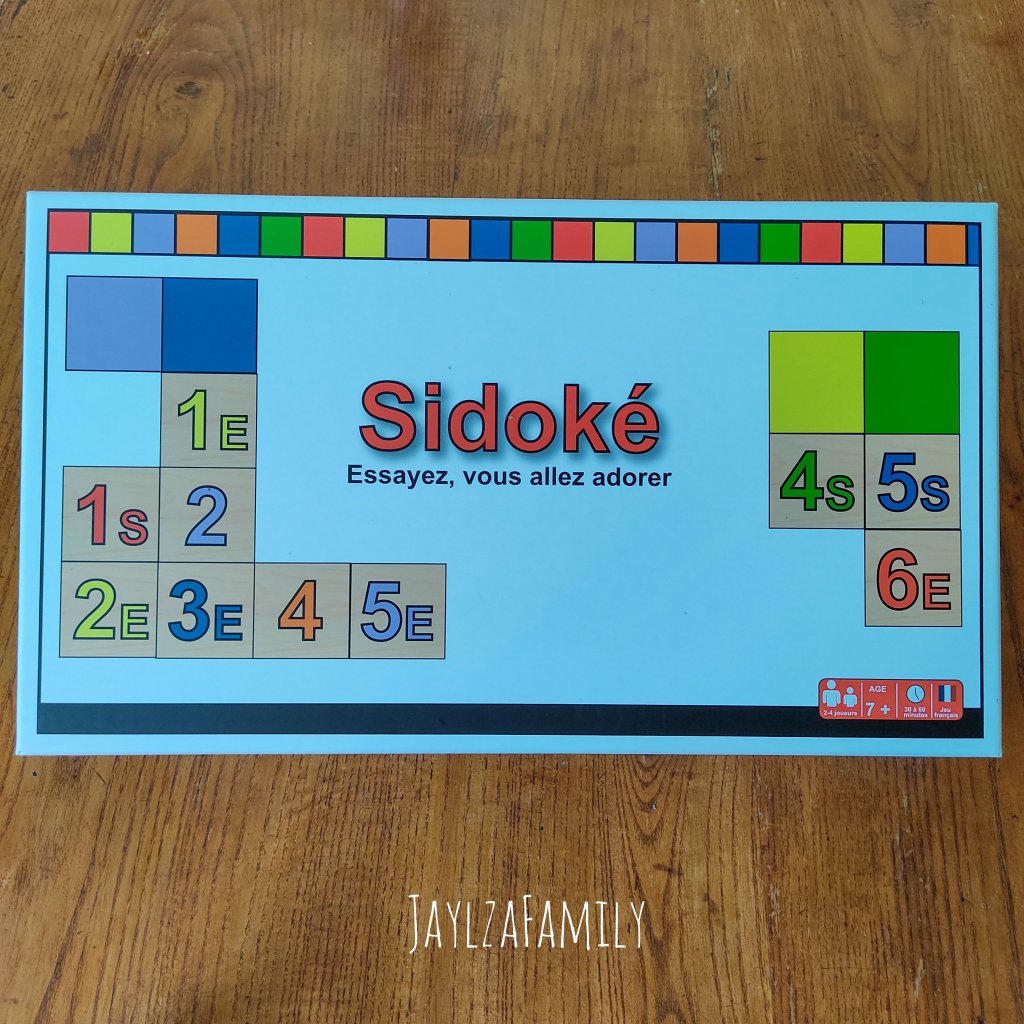 Sidoké
Essayez, vous allez adorer
1E
1S 2
2E 3E 4 5E
4S 5S
6E
2-4 joueurs
AGE
7 +
30 à 60
minutes
Jeu
français
JAYLZAFAMILY